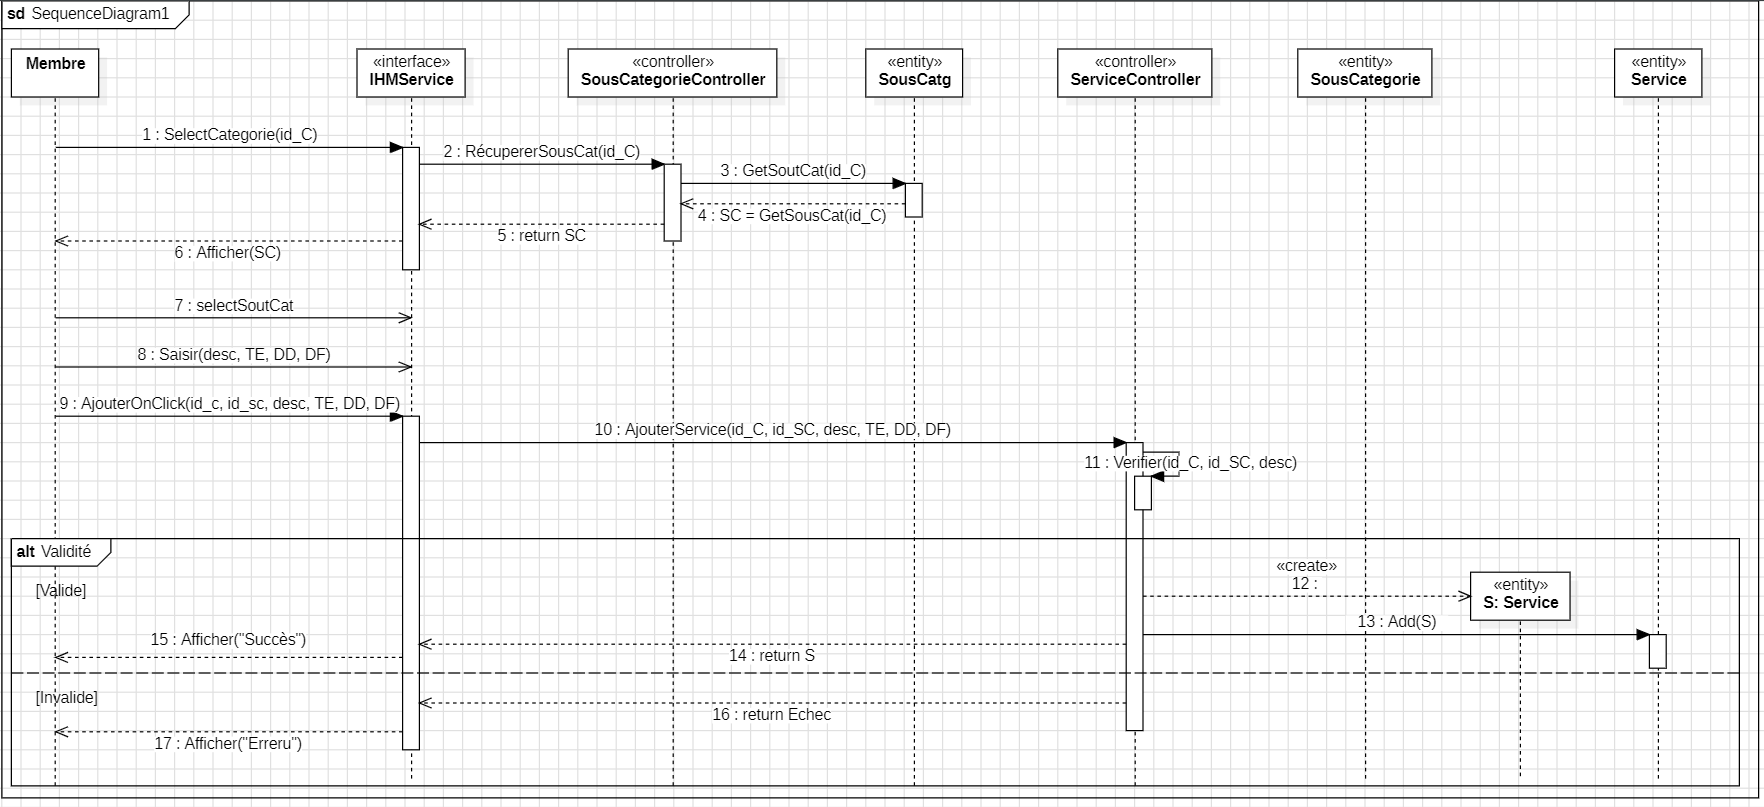 sd SequenceDiagram1
Membre
«interface»
IHMService
«controller»
SousCategorieController
«entity»
SousCatg
«controller»
ServiceController
«entity»
SousCategorie
«entity»
Service
1 : SelectCategorie(id_C)
2 : RécupererSousCat(id_C)
3 : GetSoutCat(id_C)
4 : SC = GetSousCat(id_C)
5 : return SC
6 : Afficher(SC)
7 : selectSoutCat
8 : Saisir(desc, TE, DD, DF)
9 : AjouterOnClick(id_c, id_sc, desc, TE, DD, DF)
10 : AjouterService(id_C, id_SC, desc, TE, DD, DF)
11 : Verifier(id_C, id_SC, desc)
alt Validité
[Valide]
«create»
12 :
«entity»
S: Service
13 : Add(S)
14 : return S
15 : Afficher("Succès")
[Invalide]
16 : return Echec
17 : Afficher("Erreru")